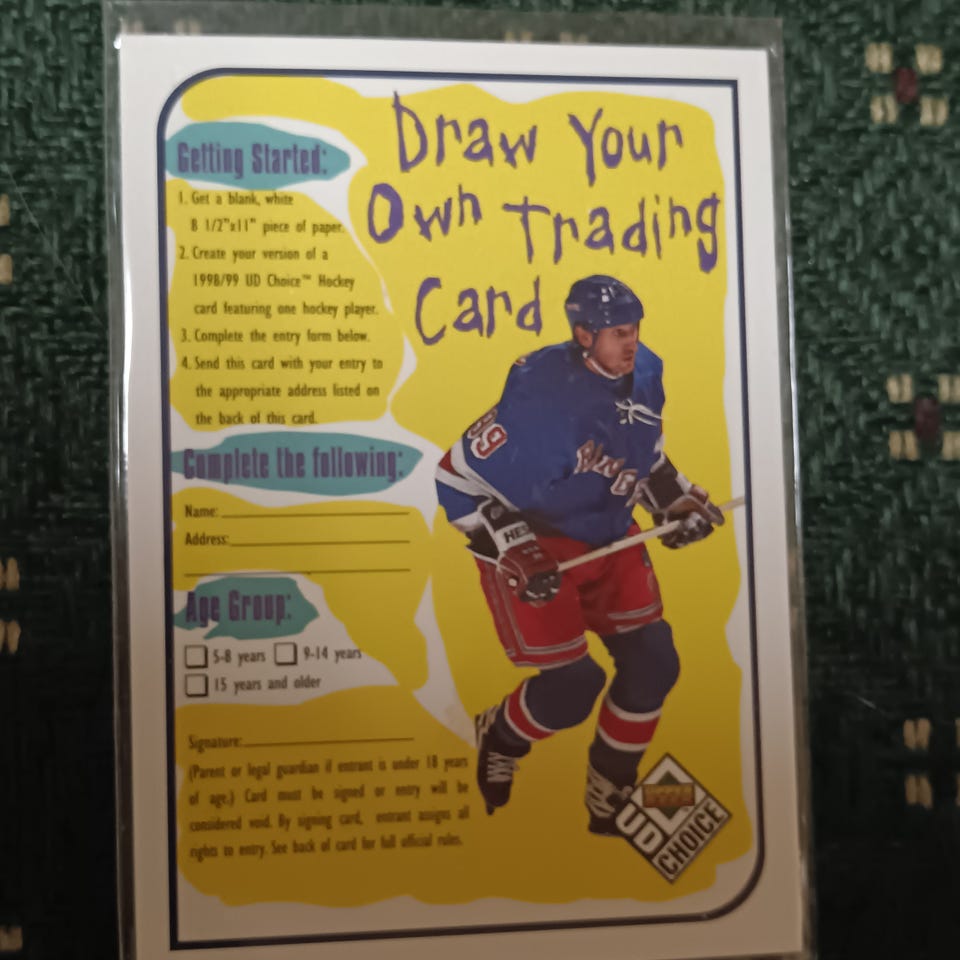 Draw Your
Own Trading
Card
Getting Started:
1. Get a blank, white
8 1/2"x11" piece of paper.
2. Create your version of a
1998/99 UD Choice™ Hockey
card featuring one hockey player.
3. Complete the entry form below.
4. Send this card with your entry to
the appropriate address listed on
the back of this card.
Complete the following:
Name:
Address:
Age Group:
5-8 years 9-14 years
15 years and older
Signature:
(Parent or legal guardian if entrant is under 18 years
of age.) Card must be signed or entry will be
considered void. By signing card, entrant assigns all
rights to entry. See back of card for full official rules.
99
UPPER
UD
CHOICE